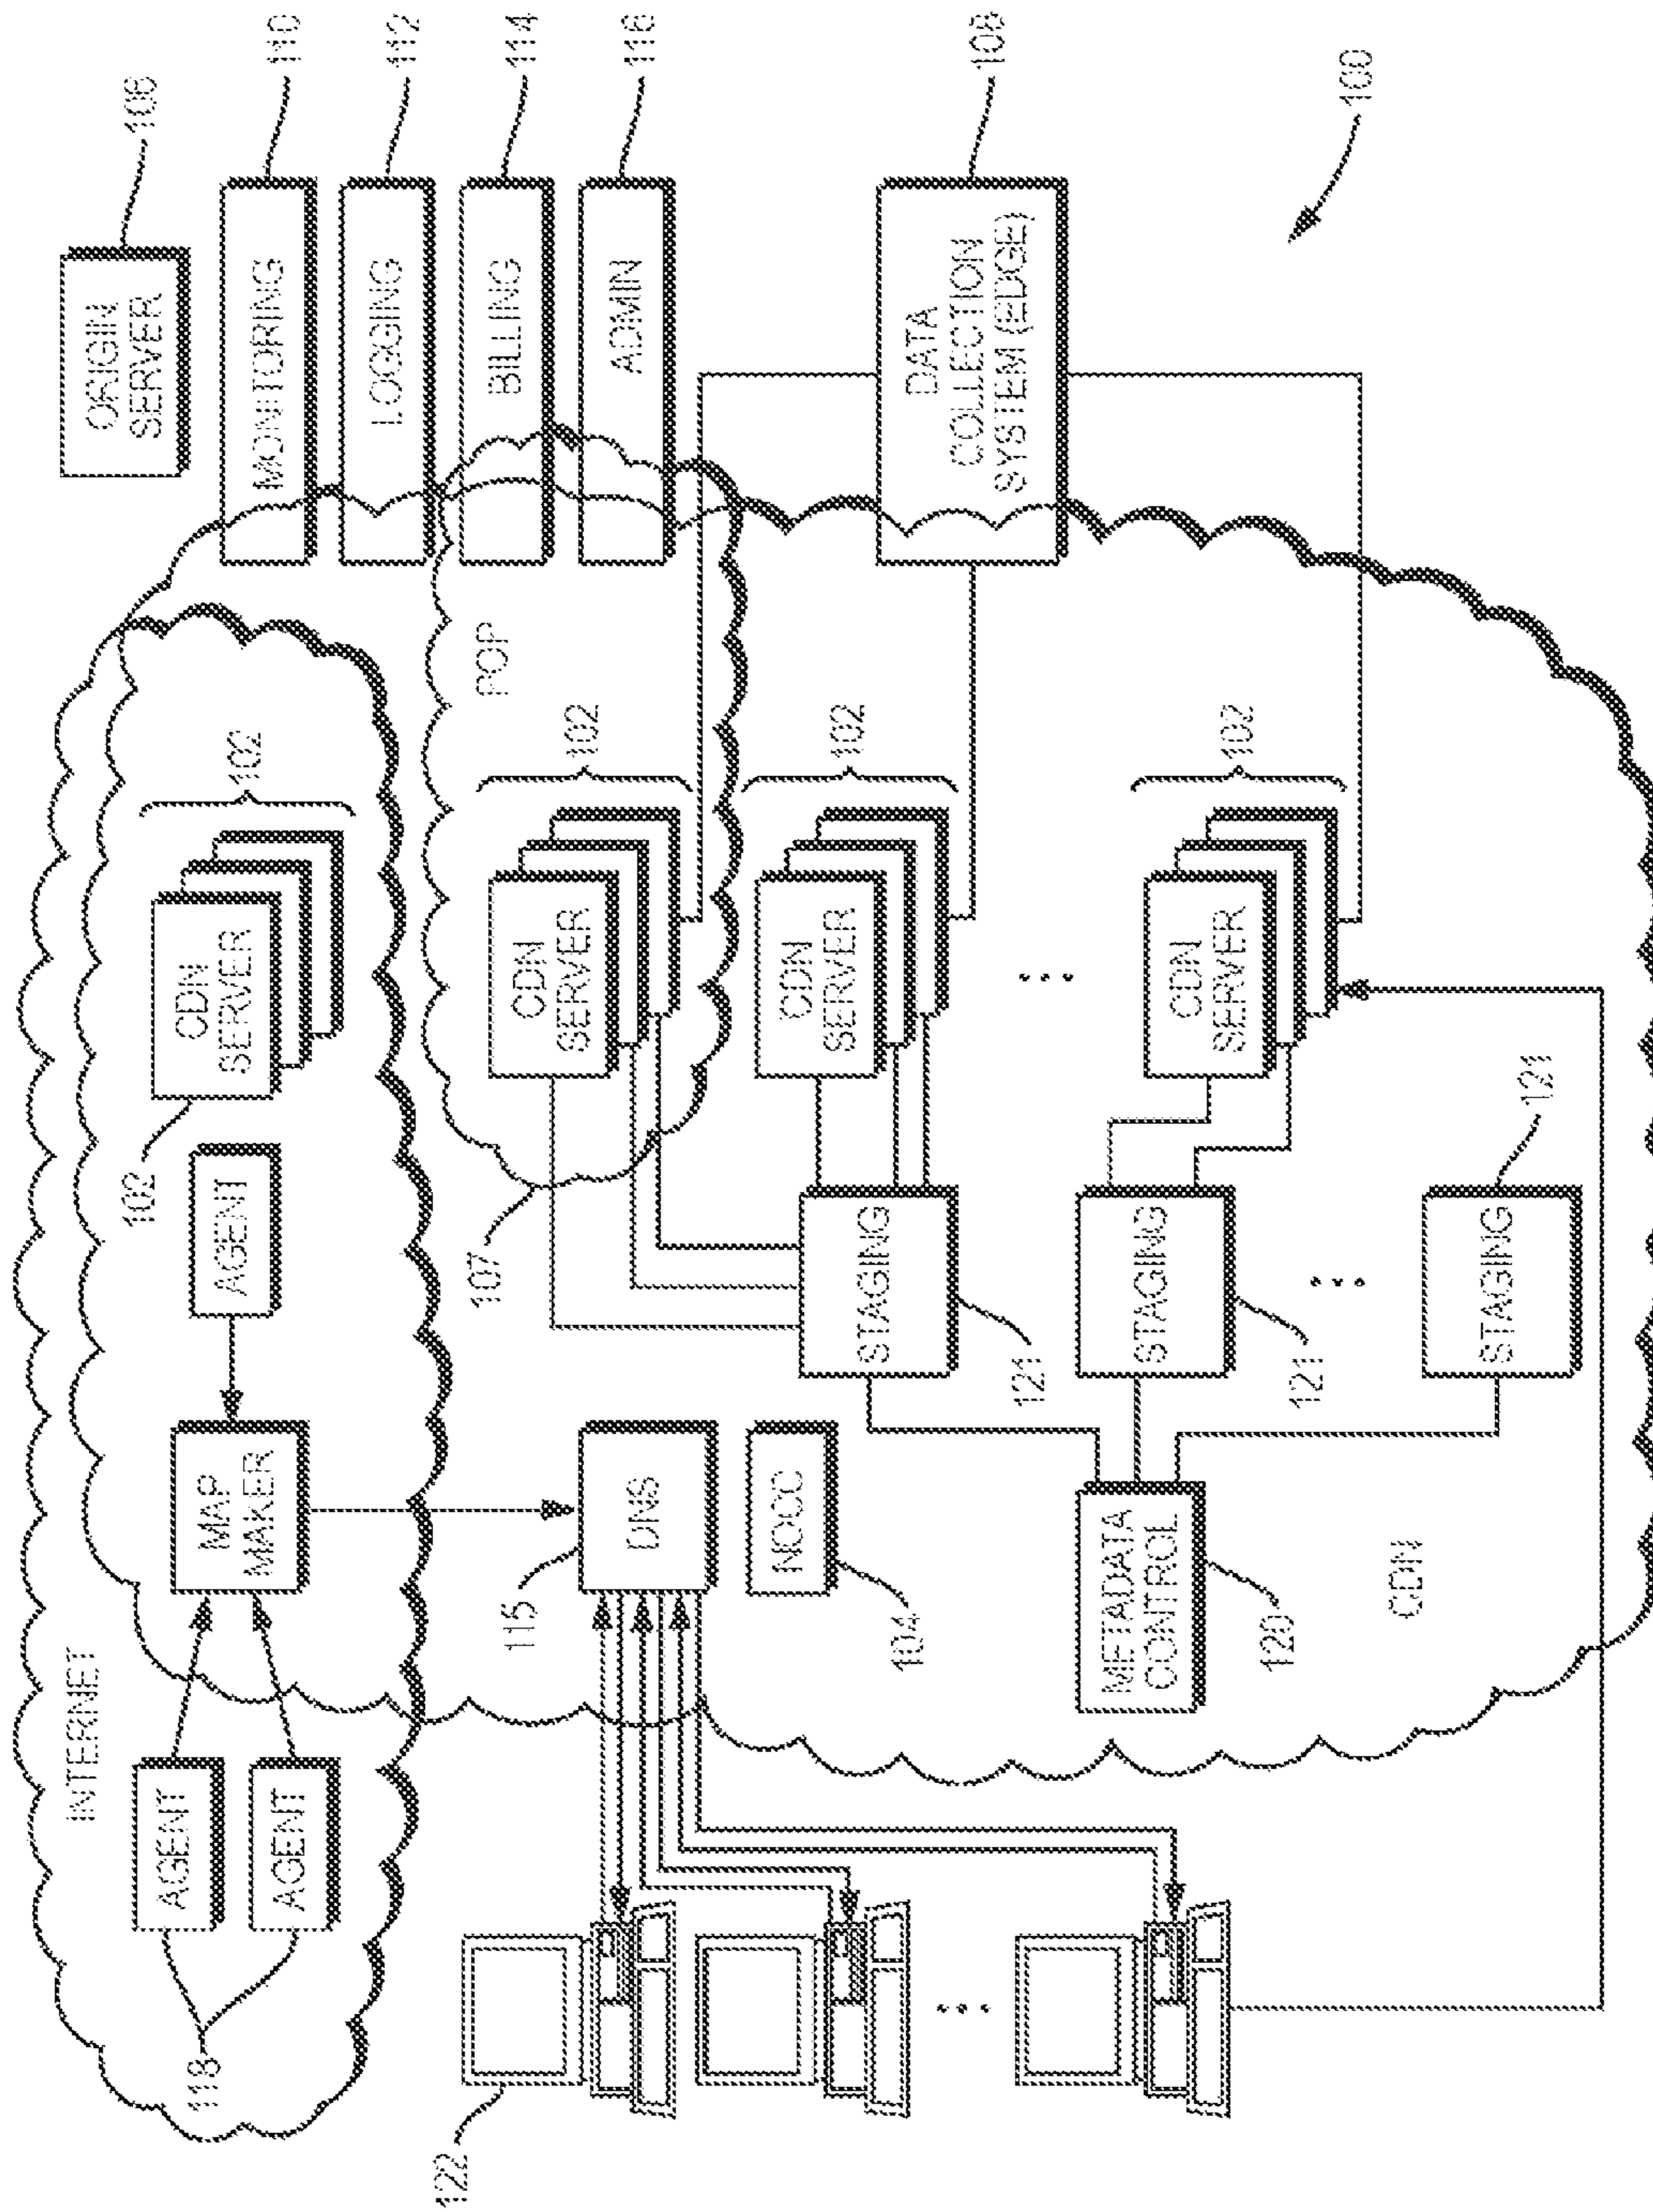 INTERNET
ORIGIN
SERVER
106
AGENT
AGENT
118
MAP
MAKER
AGENT
102
CDN
SERVER
102
MONITORING
110
LOGGING
112
BILLING
114
ADMIN
116
122
115
DNS
107
POP
CDN
SERVER
102
NOCC
104
STAGING
121
CDN
SERVER
102
DATA
COLLECTION
SYSTEM (EDGE)
108
...
...
METADATA
CONTROL
120
STAGING
121
CDN
SERVER
102
...
CDN
STAGING
121
100